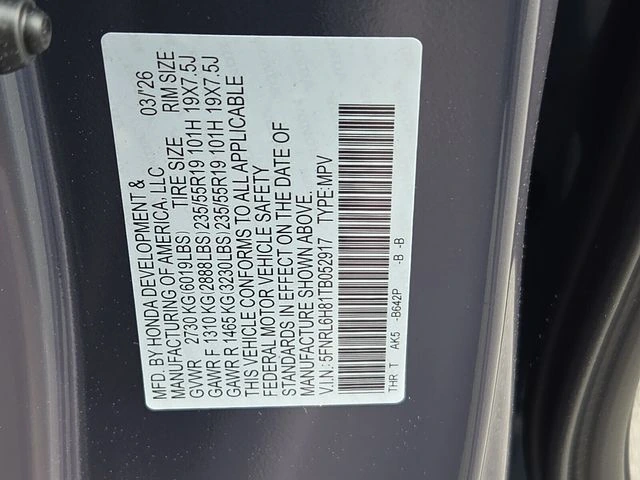 MFD. BY HONDA DEVELOPMENT & 03/'26
MANUFACTURING OF AMERICA, LLC
GVWR 2730 KG(6019LBS) TIRE SIZE RIM SIZE
GAWR F 1310 KG(2888LBS) 235/55R19 101H 19X7.5J
GAWR R 1465 KG(3230LBS) 235/55R19 101H 19X7.5J
THIS VEHICLE CONFORMS TO ALL APPLICABLE
FEDERAL MOTOR VEHICLE SAFETY
STANDARDS IN EFFECT ON THE DATE OF
MANUFACTURE SHOWN ABOVE.
V.I.N.: 5FNRL6H81TB052917 TYPE: MPV
THR T AK5 -B642P -B -B